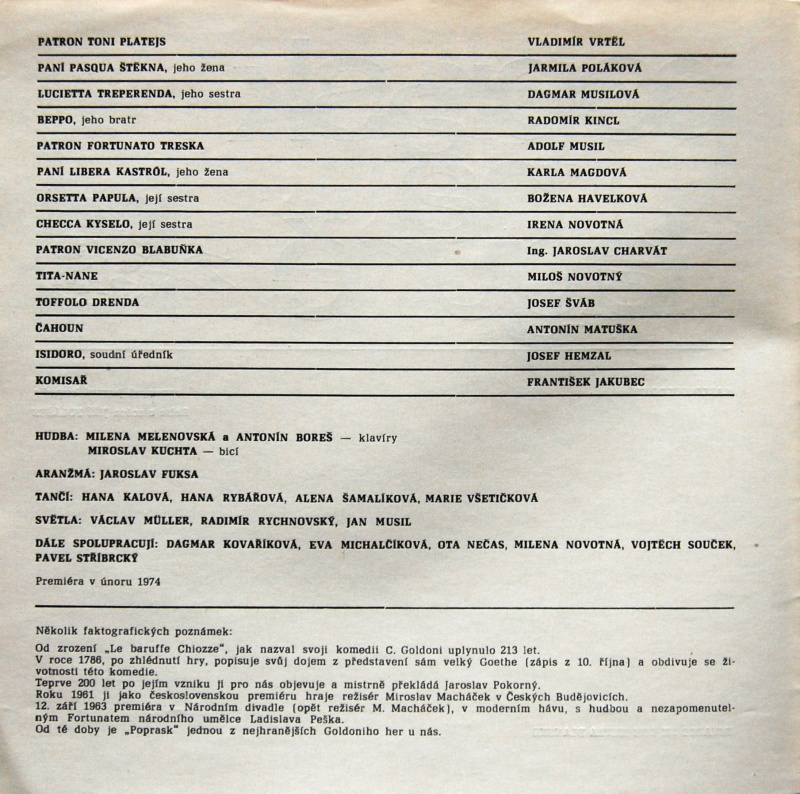 PATRON TONI PLATEJS VLADIMÍR VRTĚL
PANÍ PASQUA ŠTĚKNA, jeho žena JARMILA POLÁKOVÁ
LUCIETTA TREPERENDA, jeho sestra DAGMAR MUSILOVÁ
BEPPO, jeho bratr RADOMÍR KINCL
PATRON FORTUNATO TRESKA ADOLF MUSIL
PANÍ LIBERA KASTRÓL, jeho žena KARLA MAGDOVÁ
ORSETTA PAPULA, její sestra BOŽENA HAVELKOVÁ
CHECCA KYSELO, její sestra IRENA NOVOTNÁ
PATRON VICENZO BLABUŇKA Ing. JAROSLAV CHARVÁT
TITA-NANE MILOŠ NOVOTNÝ
TOFFOLO DRENDA JOSEF ŠVÁB
ČAHOUN ANTONÍN MATUŠKA
ISIDORO, soudní úředník JOSEF HEMZAL
KOMISAŘ FRANTIŠEK JAKUBEC
HUDBA: MILENA MELENOVSKÁ a ANTONÍN BOREŠ — klavíry
MIROSLAV KUCHTA — bicí
ARANŽMÁ: JAROSLAV FUKSA
TANČÍ: HANA KALOVÁ, HANA RYBÁŘOVÁ, ALENA ŠAMALÍKOVÁ, MARIE VŠETIČKOVÁ
SVĚTLA: VÁCLAV MÜLLER, RADIMÍR RYCHNOVSKÝ, JAN MUSIL
DÁLE SPOLUPRACUJÍ: DAGMAR KOVAŘÍKOVÁ, EVA MICHALČÍKOVÁ, OTA NEČAS, MILENA NOVOTNÁ, VOJTĚCH SOUČEK,
PAVEL STŘÍBRCKÝ
Premiéra v únoru 1974
Několik faktografických poznámek:
Od zrození „Le baruffe Chiozze", jak nazval svoji komedii C. Goldoni uplynulo 213 let.
V roce 1786, po zhlédnutí hry, popisuje svůj dojem z představení sám velký Goethe (zápis z 10. října) a obdivuje se ži-
votnosti této komedie.
Teprve 200 let po jejím vzniku ji pro nás objevuje a mistrně překládá Jaroslav Pokorný.
Roku 1961 ji jako československou premiéru hraje režisér Miroslav Macháček v Českých Budějovicích.
12. září 1963 premiéra v Národním divadle (opět režisér M. Macháček), v moderním hávu, s hudbou a nezapomenutel-
ným Fortunatem národního umělce Ladislava Peška.
Od té doby je „Poprask" jednou z nejhranějších Goldoniho her u nás.